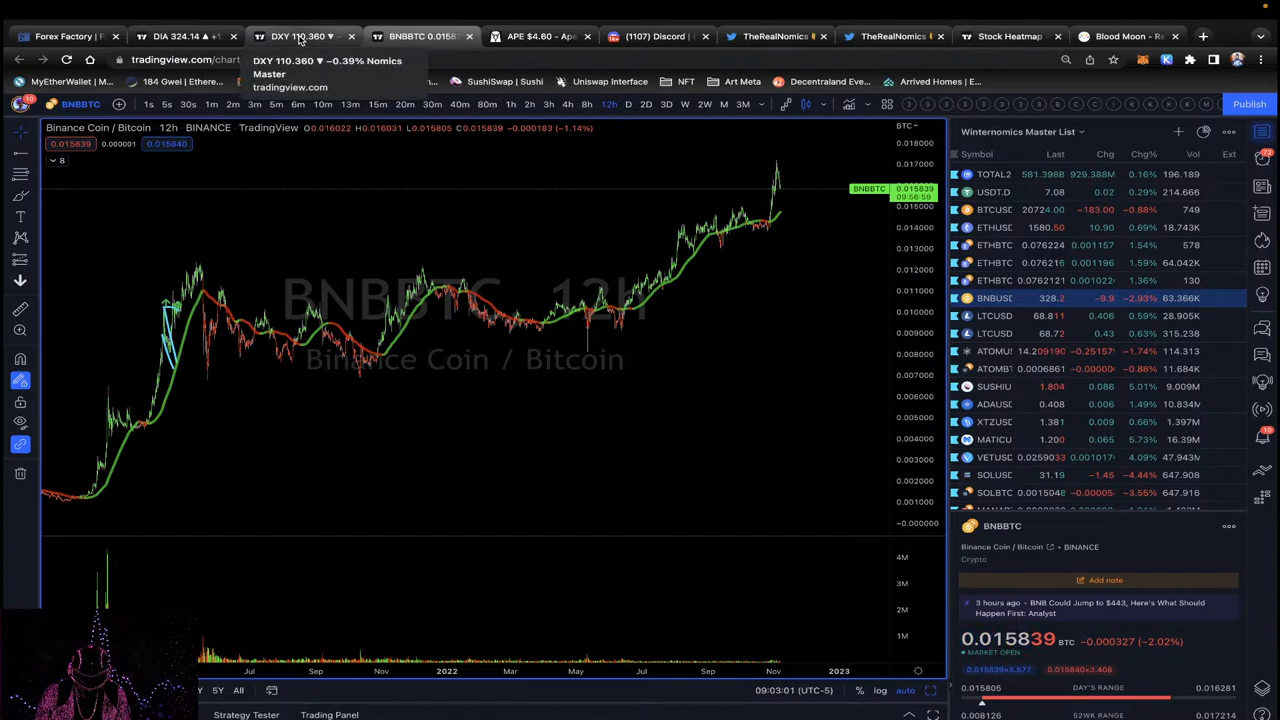 Forex Factory | F
DIA 324.14 ▲ +1.
DXY 110.360 ▼ −
BNBBTC 0.0158
APE $4.60 - Ape
(1107) Discord |
TheRealNomics
TheRealNomics
Stock Heatmap
Blood Moon - Re
tradingview.com/chart
DXY 110.360 ▼ −0.39% Nomics
Master
tradingview.com
MyEtherWallet
184 Gwei | Ethere...
SushiSwap | Sushi
Uniswap Interface
NFT
Art Meta
Decentraland Eve...
Arrived Homes | E...
BNBBTC
1s 5s 10s 30s 1m 2m 3m 5m 10m 13m 15m 20m 30m 40m 80m 1h 2h 3h 4h 8h 12h D 2D 3D W 2W M 3M
Publish
Binance Coin / Bitcoin · 12h · BINANCE · TradingView O0.016022 H0.016031 L0.015805 C0.015839 −0.000183 (−1.14%)
0.015839 0.000001 0.015840
8
BTC
0.018000
0.017000
BNBBTC 0.015839
09:56:59
0.015000
0.014000
0.013000
0.012000
0.011000
0.010000
0.009000
0.008000
0.007000
0.006000
0.005000
0.004000
0.003000
0.002000
0.001000
−0.000000
4M
3M
2M
1M
BNBBTC 12h
Binance Coin / Bitcoin
Jul Sep Nov 2022 Mar May Jul Sep Nov 2023
5Y All
09:03:01 (UTC-5) % log auto
Strategy Tester Trading Panel
Winternomics Master List
Symbol Last Chg Chg% Vol Ext
TOTAL2 581.398B 929.388M 0.16% 196.189
USDT.D 7.08 0.02 0.29% 214.666
BTCUSD 20724.00 −183.00 −0.88% 749
ETHUSD 1580.50 10.90 0.69% 18.743K
ETHBTC 0.076224 0.001157 1.54% 578
ETHBTC 0.076216 0.001151 1.53% 64.042K
ETHBTC 0.0762121 0.001122 1.36% 130
BNBUSD 328.2 −9.9 −2.93% 63.366K
LTCUSD 68.811 0.406 0.59% 28.905K
LTCUSD 68.72 0.43 0.63% 315.238
ATOMUS 14.209190 −0.25157 −1.74% 114.313
ATOMBT 0.0006861 −0.88% 11.684K
SUSHIU 1.804 0.086 5.01% 9.009M
ADAUSD 0.408 0.006 1.49% 10.834M
XTZUSD 1.381 0.009 0.66% 1.397M
MATICU 1.200 0.065 5.73% 16.39M
VETUSD 0.0259033 1.71% 47.943M
SOLUSD 31.19 −1.45 −4.44% 647.908
SOLBTC 0.0015048 −3.55% 647.916
BNBBTC
Binance Coin / Bitcoin • BINANCE
Crypto
Add note
3 hours ago - BNB Could Jump to $443, Here's What Should
Happen First: Analyst
0.015839 BTC −0.000327 (−2.02%)
MARKET OPEN
0.015839×5.577 0.015840×3.408
0.015805 DAY'S RANGE 0.016281
0.008126 52WK RANGE 0.017214